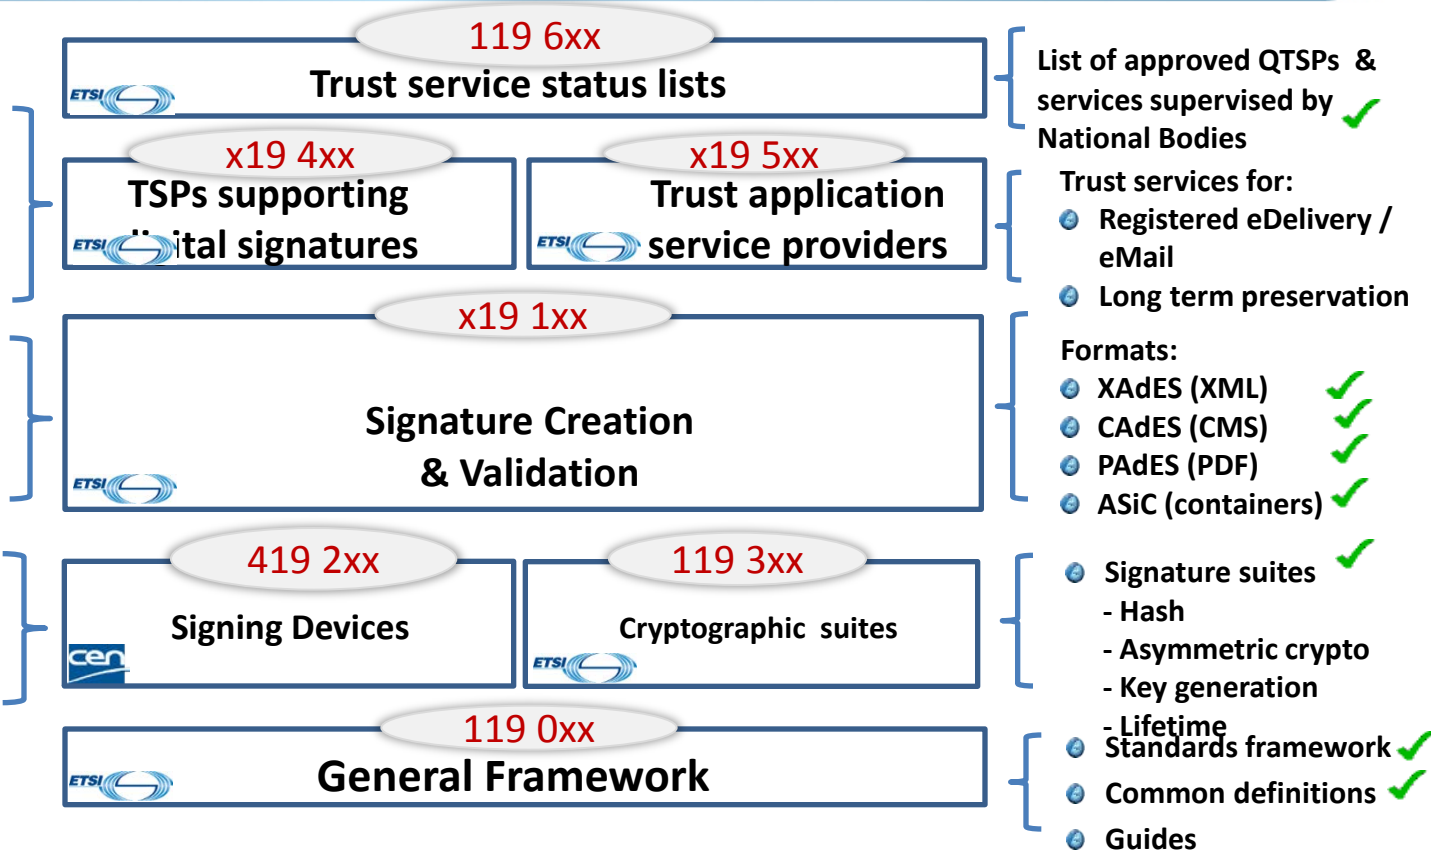 119 6xx
ETSI
Trust service status lists
List of approved QTSPs &
services supervised by
National Bodies
x19 4xx
TSPs supporting
ETSI
ital signatures
x19 5xx
Trust application
ETSI
service providers
Trust services for:
Registered eDelivery /
eMail
Long term preservation
x19 1xx
Signature Creation
& Validation
ETSI
Formats:
XAdES (XML)
CAdES (CMS)
PAdES (PDF)
ASiC (containers)
419 2xx
Signing Devices
cen
119 3xx
Cryptographic suites
ETSI
Signature suites
- Hash
- Asymmetric crypto
- Key generation
- Lifetime
119 0xx
ETSI
General Framework
Standards framework
Common definitions
Guides